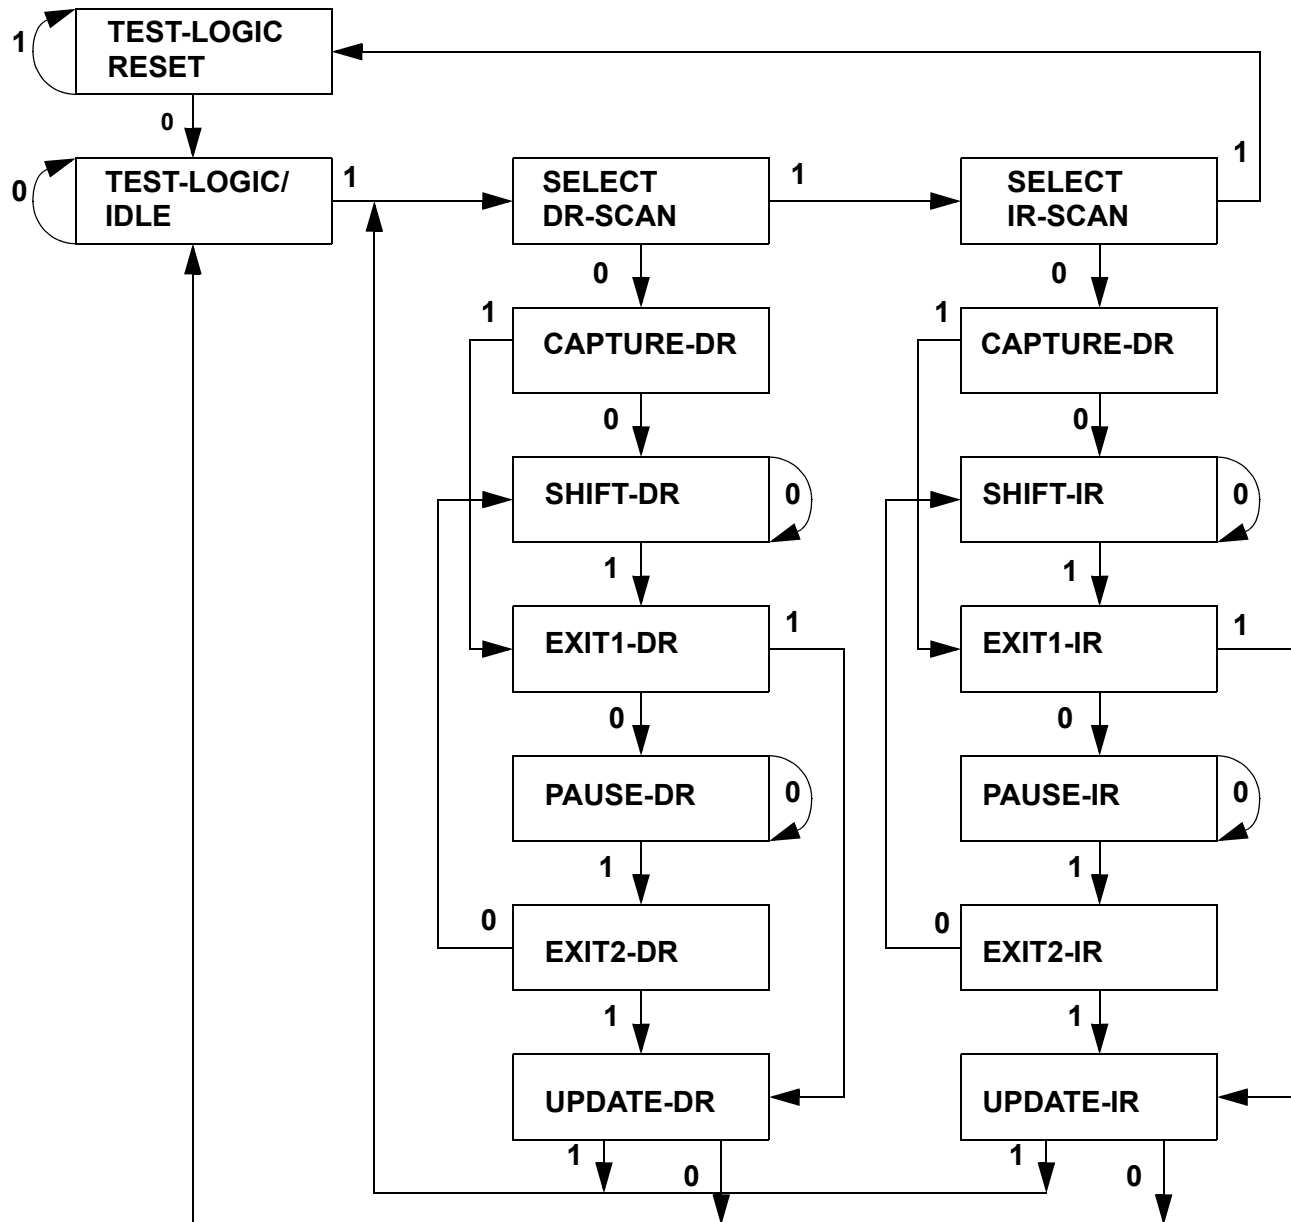 TEST-LOGIC
RESET
1
0
TEST-LOGIC/
IDLE
0
1
SELECT
DR-SCAN
1
SELECT
IR-SCAN
1
0
0
1
CAPTURE-DR
1
CAPTURE-DR
0
0
SHIFT-DR
0
SHIFT-IR
0
1
1
EXIT1-DR
1
EXIT1-IR
1
0
0
PAUSE-DR
0
PAUSE-IR
0
1
1
0
EXIT2-DR
0
EXIT2-IR
1
1
UPDATE-DR
UPDATE-IR
1
0
1
0